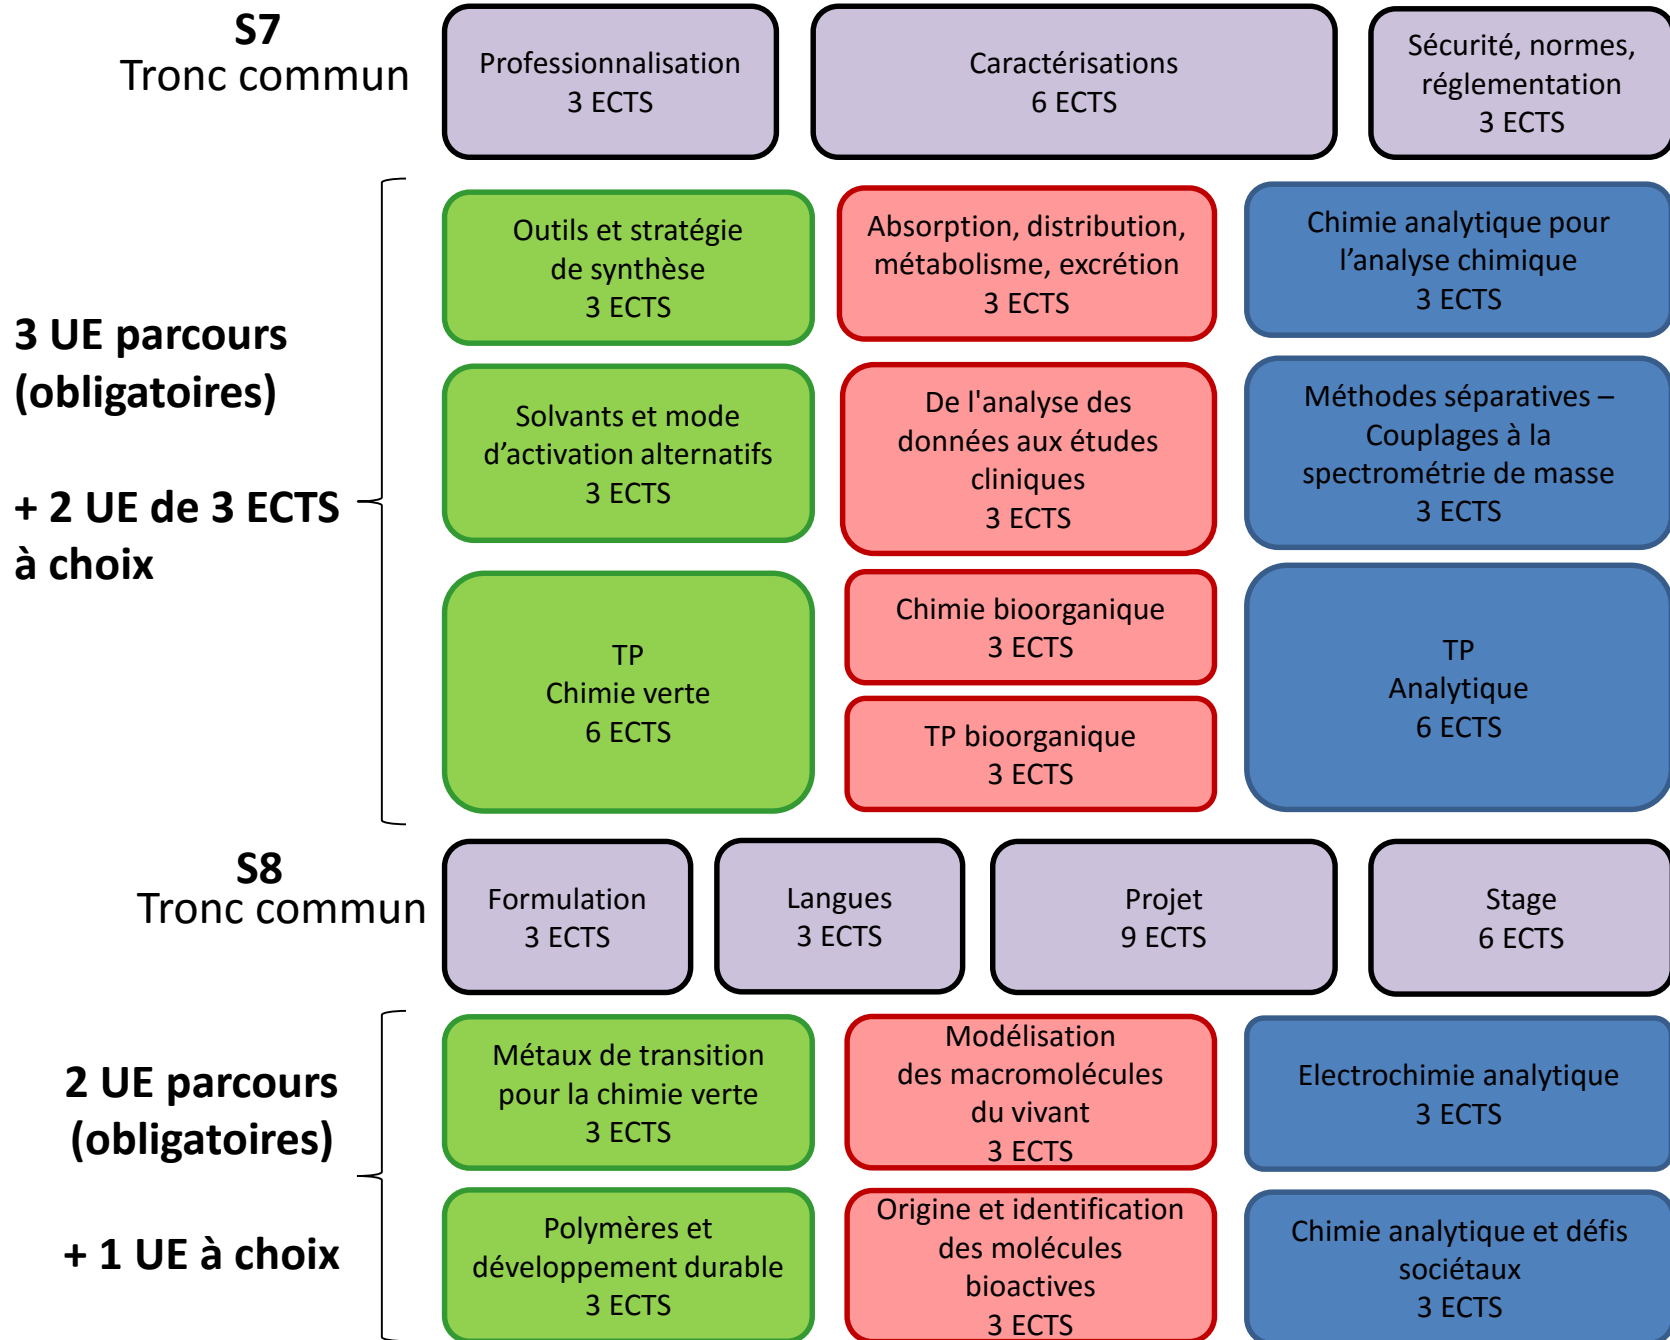 S7
Tronc commun
Professionnalisation
3 ECTS
Caractérisations
6 ECTS
Sécurité, normes,
réglementation
3 ECTS
3 UE parcours
(obligatoires)
+ 2 UE de 3 ECTS
à choix
Outils et stratégie
de synthèse
3 ECTS
Absorption, distribution,
métabolisme, excrétion
3 ECTS
Chimie analytique pour
l’analyse chimique
3 ECTS
Solvants et mode
d’activation alternatifs
3 ECTS
De l'analyse des
données aux études
cliniques
3 ECTS
Méthodes séparatives –
Couplages à la
spectrométrie de masse
3 ECTS
TP
Chimie verte
6 ECTS
Chimie bioorganique
3 ECTS
TP bioorganique
3 ECTS
TP
Analytique
6 ECTS
S8
Tronc commun
Formulation
3 ECTS
Langues
3 ECTS
Projet
9 ECTS
Stage
6 ECTS
2 UE parcours
(obligatoires)
+ 1 UE à choix
Métaux de transition
pour la chimie verte
3 ECTS
Modélisation
des macromolécules
du vivant
3 ECTS
Electrochimie analytique
3 ECTS
Polymères et
développement durable
3 ECTS
Origine et identification
des molécules
bioactives
3 ECTS
Chimie analytique et défis
sociétaux
3 ECTS